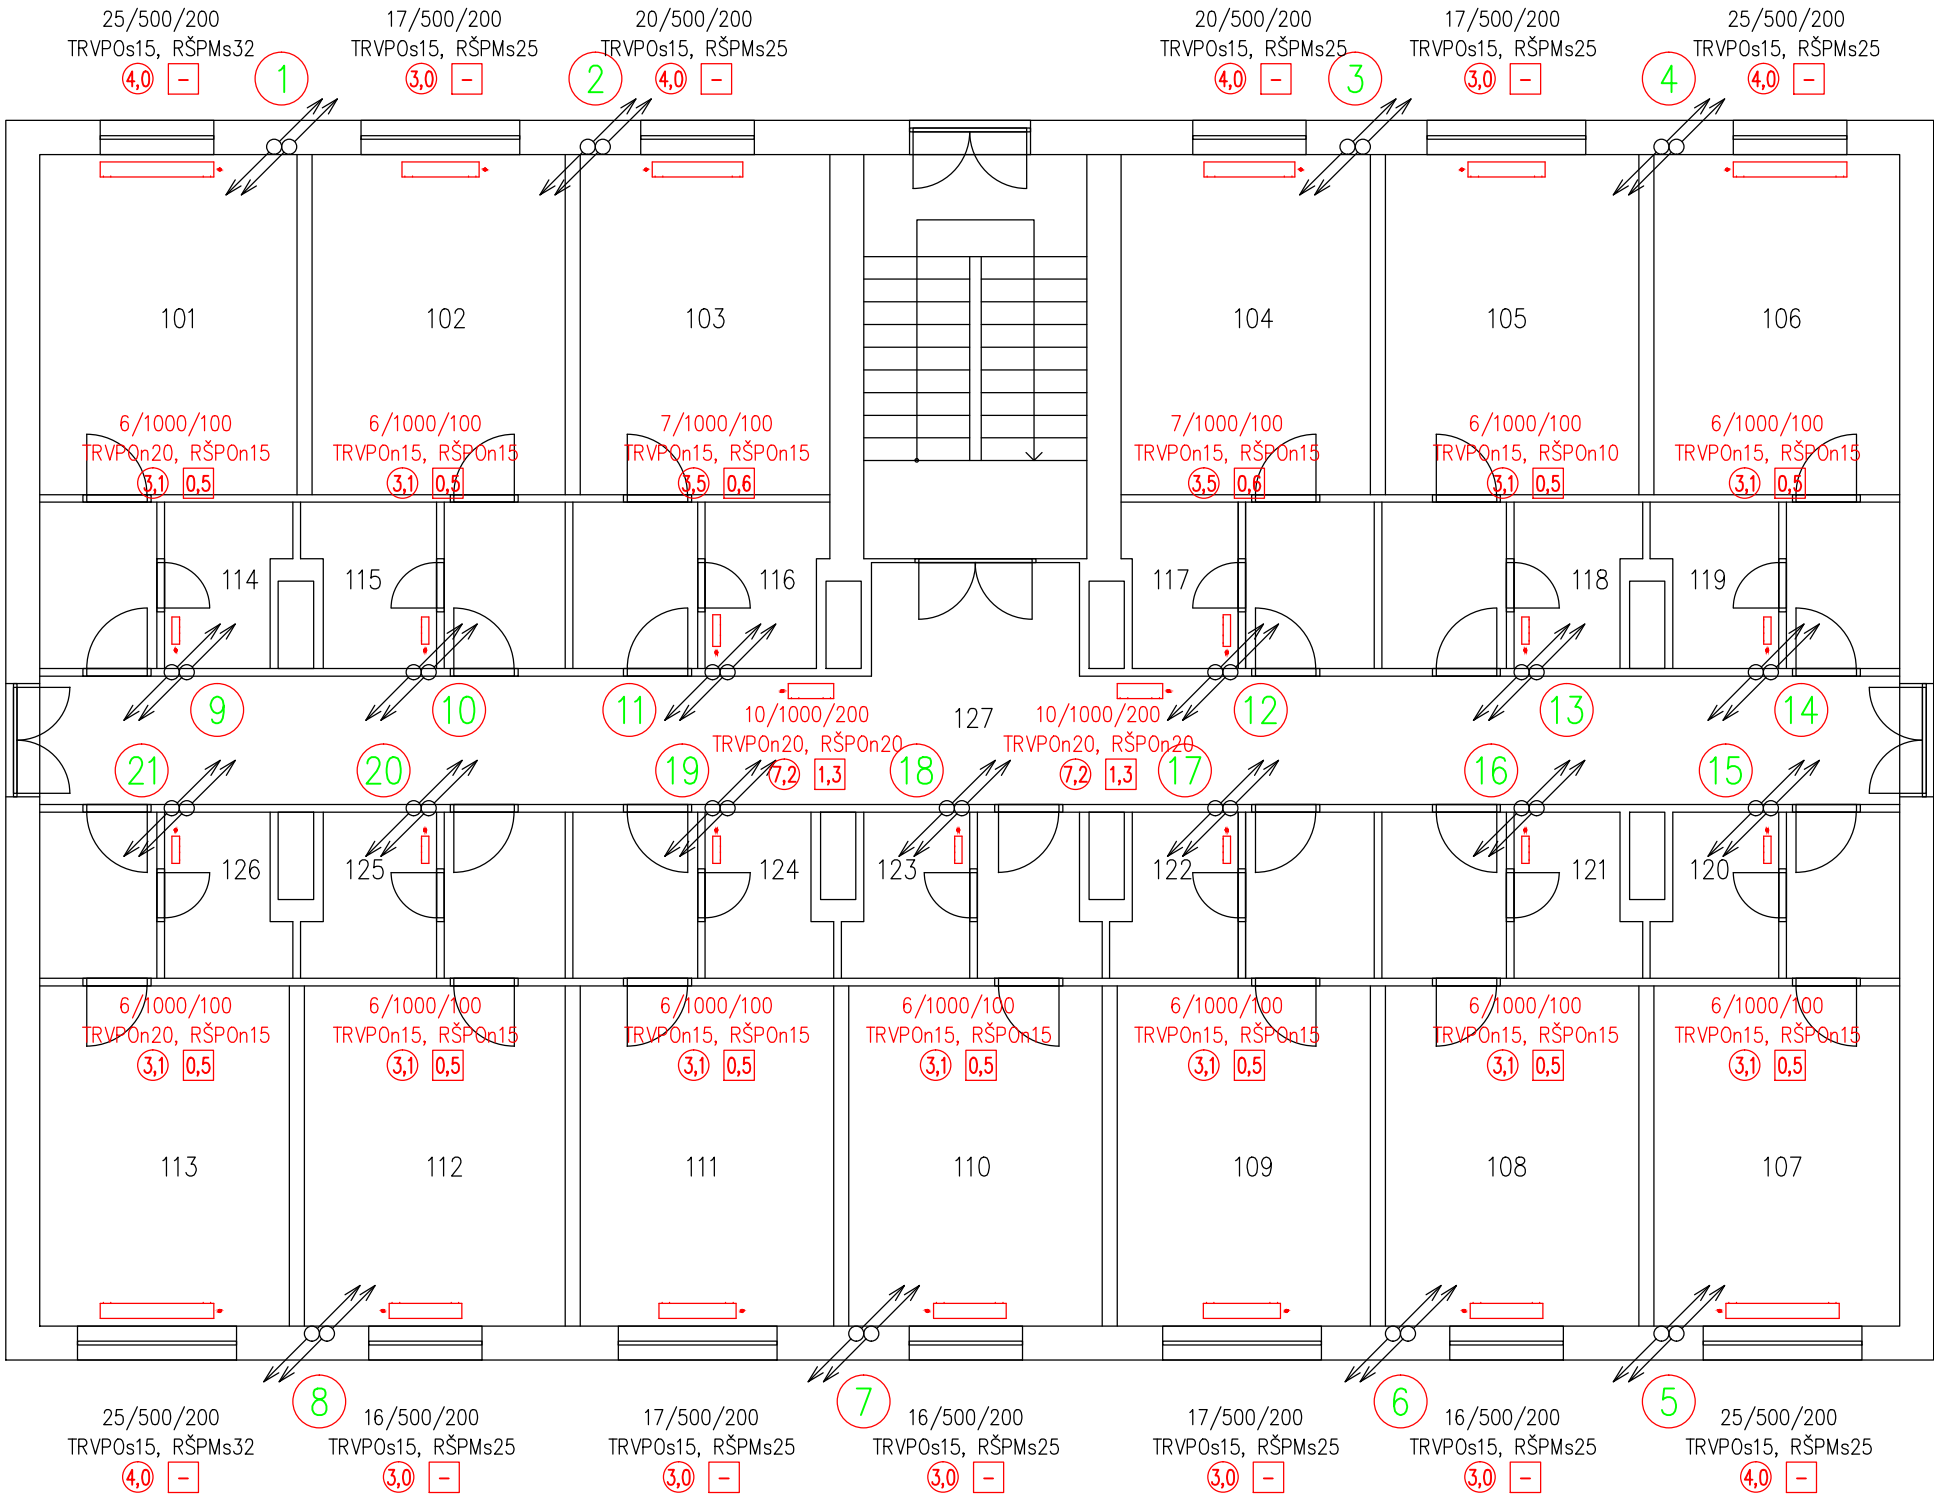 25/500/200 17/500/200 20/500/200 20/500/200 17/500/200 25/500/200
TRVPOs15, RŠPMs32 TRVPOs15, RŠPMs25 TRVPOs15, RŠPMs25 TRVPOs15, RŠPMs25 TRVPOs15, RŠPMs25 TRVPOs15, RŠPMs25
4,0 - 1 3,0 - 2 4,0 - 4,0 - 3 3,0 - 4 4,0 -
101 102 103 104 105 106
6/1000/100 6/1000/100 7/1000/100 7/1000/100 6/1000/100 6/1000/100
TRVPOn20, RŠPOn15 TRVPOn15, RŠPOn15 TRVPOn15, RŠPOn15 TRVPOn15, RŠPOn15 TRVPOn15, RŠPOn10 TRVPOn15, RŠPOn15
3,1 0,5 3,1 0,5 3,5 0,6 3,5 0,6 3,1 0,5 3,1 0,5
114 115 116 117 118 119
9 10 11 12 13 14
10/1000/200 127 10/1000/200
TRVPOn20, RŠPOn20 TRVPOn20, RŠPOn20
21 20 19 7,2 1,3 18 7,2 1,3 17 16 15
126 125 124 123 122 121 120
6/1000/100 6/1000/100 6/1000/100 6/1000/100 6/1000/100 6/1000/100 6/1000/100
TRVPOn20, RŠPOn15 TRVPOn15, RŠPOn15 TRVPOn15, RŠPOn15 TRVPOn15, RŠPOn15 TRVPOn15, RŠPOn15 TRVPOn15, RŠPOn15 TRVPOn15, RŠPOn15
3,1 0,5 3,1 0,5 3,1 0,5 3,1 0,5 3,1 0,5 3,1 0,5 3,1 0,5
113 112 111 110 109 108 107
8 7 6 5
25/500/200 16/500/200 17/500/200 16/500/200 17/500/200 16/500/200 25/500/200
TRVPOs15, RŠPMs32 TRVPOs15, RŠPMs25 TRVPOs15, RŠPMs25 TRVPOs15, RŠPMs25 TRVPOs15, RŠPMs25 TRVPOs15, RŠPMs25 TRVPOs15, RŠPMs25
4,0 - 3,0 - 3,0 - 3,0 - 3,0 - 3,0 - 4,0 -